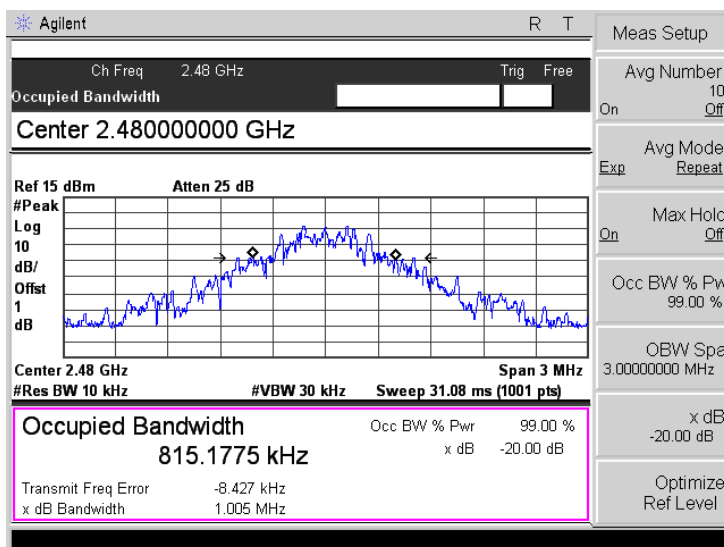 Agilent R T
Ch Freq 2.48 GHz Trig Free
Occupied Bandwidth
Center 2.480000000 GHz
Ref 15 dBm Atten 25 dB
#Peak
Log
10
dB/
Offst
1
dB
Center 2.48 GHz Span 3 MHz
#Res BW 10 kHz #VBW 30 kHz Sweep 31.08 ms (1001 pts)
Occupied Bandwidth Occ BW % Pwr 99.00 %
815.1775 kHz x dB -20.00 dB
Transmit Freq Error -8.427 kHz
x dB Bandwidth 1.005 MHz
Meas Setup
Avg Number
10
On Off
Avg Mode
Exp Repeat
Max Hold
On Off
Occ BW % Pw
99.00 %
OBW Spa
3.00000000 MHz
x dB
-20.00 dB
Optimize
Ref Level